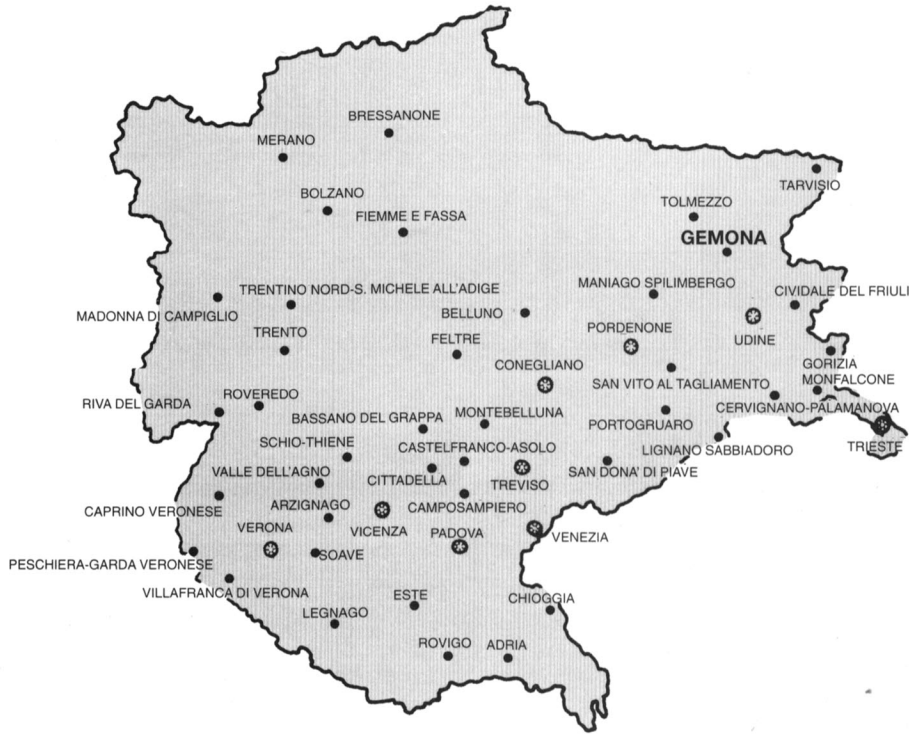 BRESSANONE
MERANO
TARVISIO
BOLZANO
TOLMEZZO
FIEMME E FASSA
GEMONA
MANIAGO SPILIMBERGO
TRENTINO NORD-S. MICHELE ALL'ADIGE
CIVIDALE DEL FRIULI
MADONNA DI CAMPIGLIO
BELLUNO
TRENTO
PORDENONE
UDINE
FELTRE
CONEGLIANO
GORIZIA
SAN VITO AL TAGLIAMENTO
MONFALCONE
ROVEREDO
RIVA DEL GARDA
CERVIGNANO-PALAMANOVA
BASSANO DEL GRAPPA
MONTEBELLUNA
PORTOGRUARO
SCHIO-THIENE
CASTELFRANCO-ASOLO
LIGNANO SABBIADORO
TRIESTE
VALLE DELL'AGNO
CITTADELLA
TREVISO
SAN DONA' DI PIAVE
CAPRINO VERONESE
ARZIGNAGO
CAMPOSAMPIERO
VERONA
VICENZA
PADOVA
VENEZIA
SOAVE
PESCHIERA-GARDA VERONESE
VILLAFRANCA DI VERONA
ESTE
CHIOGGIA
LEGNAGO
ROVIGO
ADRIA